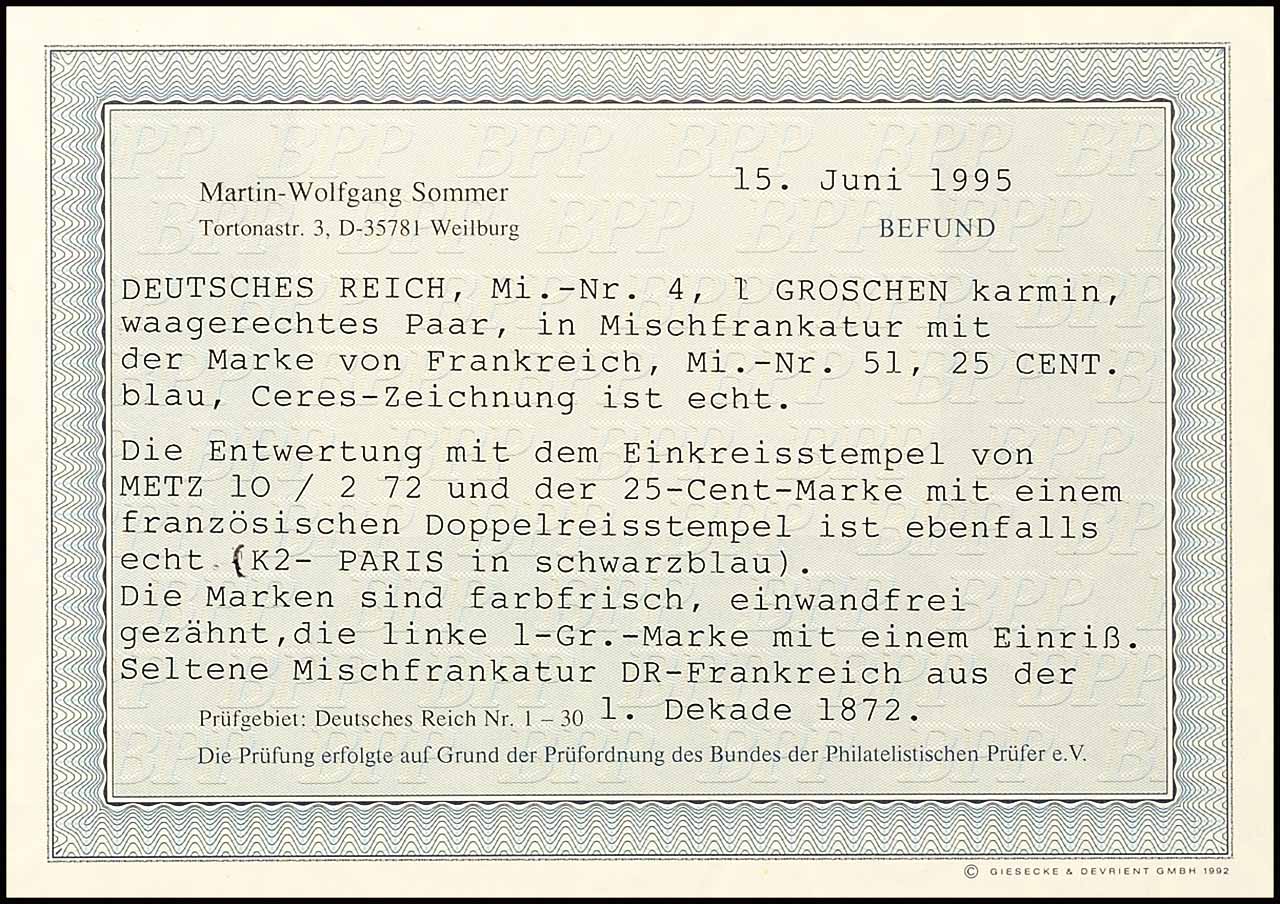 Martin-Wolfgang Sommer
Tortonastr. 3, D-35781 Weilburg
15. Juni 1995
BEFUND
DEUTSCHES REICH, Mi.-Nr. 4, 1 GROSCHEN karmin,
waagerechtes Paar, in Mischfrankatur mit
der Marke von Frankreich, Mi.-Nr. 51, 25 CENT.
blau, Ceres-Zeichnung ist echt.
Die Entwertung mit dem Einkreisstempel von
METZ 10 / 2 72 und der 25-Cent-Marke mit einem
französischen Doppelreisstempel ist ebenfalls
echt (K2- PARIS in schwarzblau).
Die Marken sind farbfrisch, einwandfrei
gezähnt,die linke 1-Gr.-Marke mit einem Einriß.
Seltene Mischfrankatur DR-Frankreich aus der
Prüfgebiet: Deutsches Reich Nr. 1 – 30 1. Dekade 1872.
Die Prüfung erfolgte auf Grund der Prüfordnung des Bundes der Philatelistischen Prüfer e.V.
© GIESECKE & DEVRIENT GMBH 1992